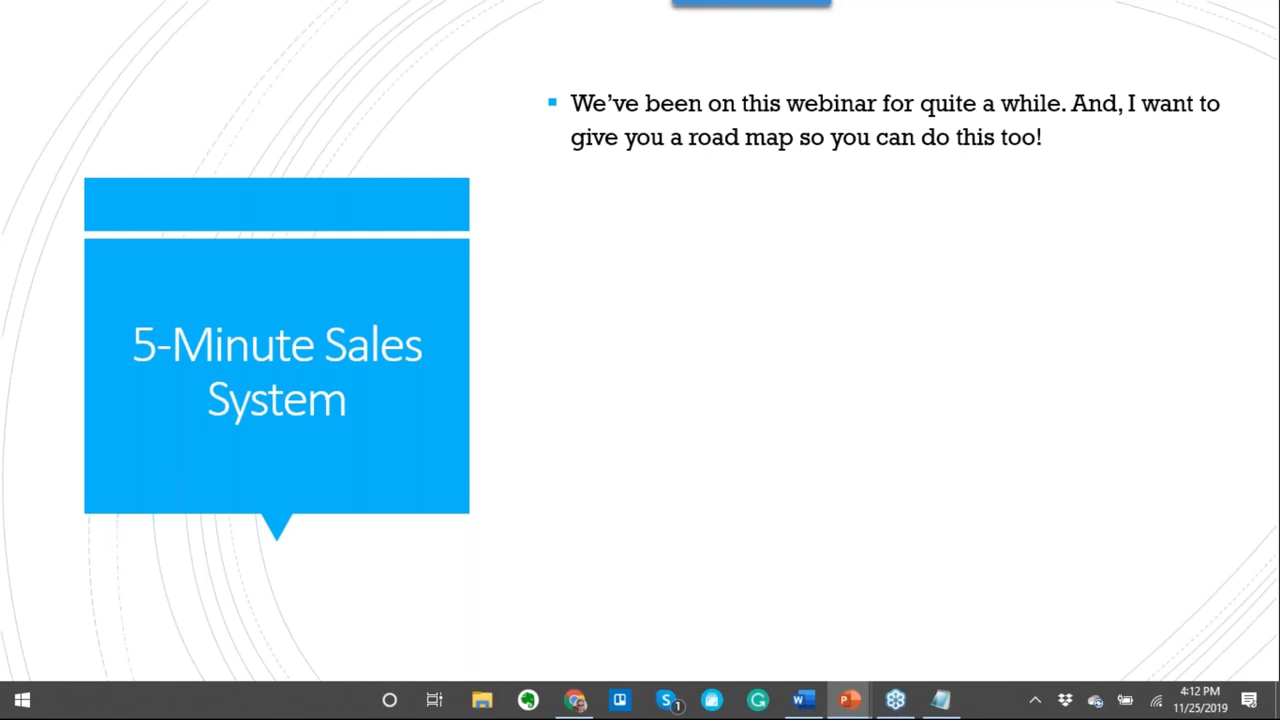 We've been on this webinar for quite a while. And, I want to
give you a road map so you can do this too!
5-Minute Sales
System
1
4:12 PM
11/25/2019